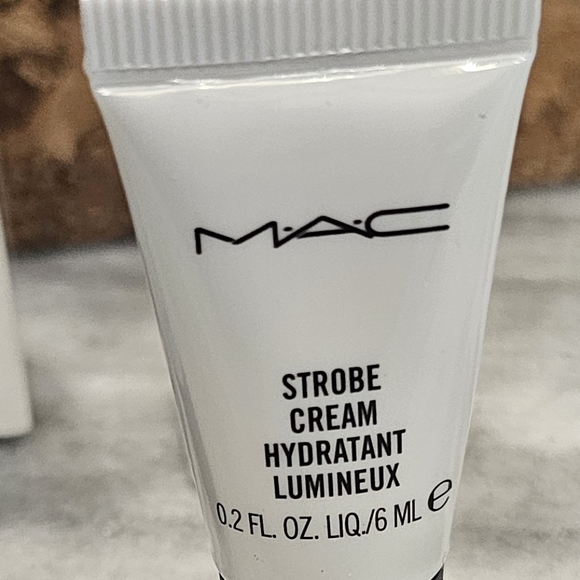 M·A·C
STROBE
CREAM
HYDRATANT
LUMINEUX
0.2 FL. OZ. LIQ./6 ML ℮